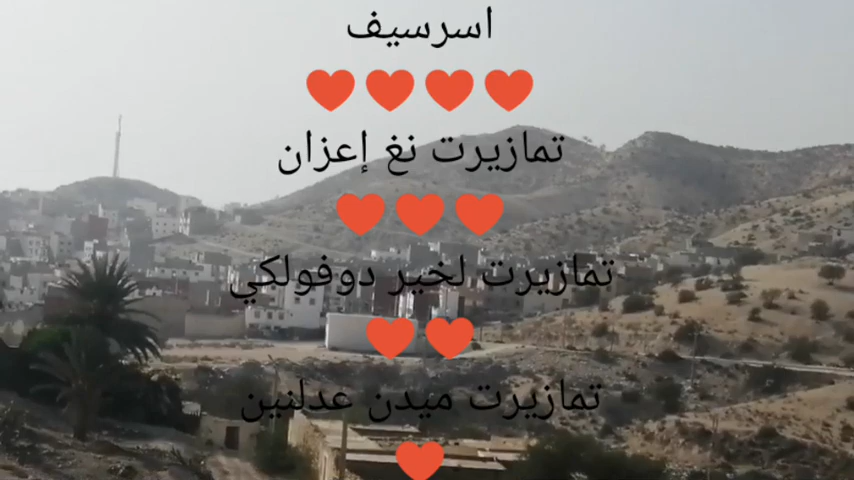 اسرسيف
❤️❤️❤️❤️
تمازيرت نغ إعزان
❤️❤️❤️
تمازيرت لخير دوفولكي
❤️❤️
تمازيرت ميدن عدلنين
❤️